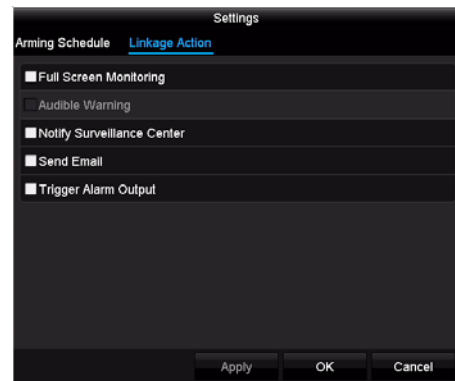 Settings
Arming Schedule Linkage Action
Full Screen Monitoring
Audible Warning
Notify Surveillance Center
Send Email
Trigger Alarm Output
Apply OK Cancel